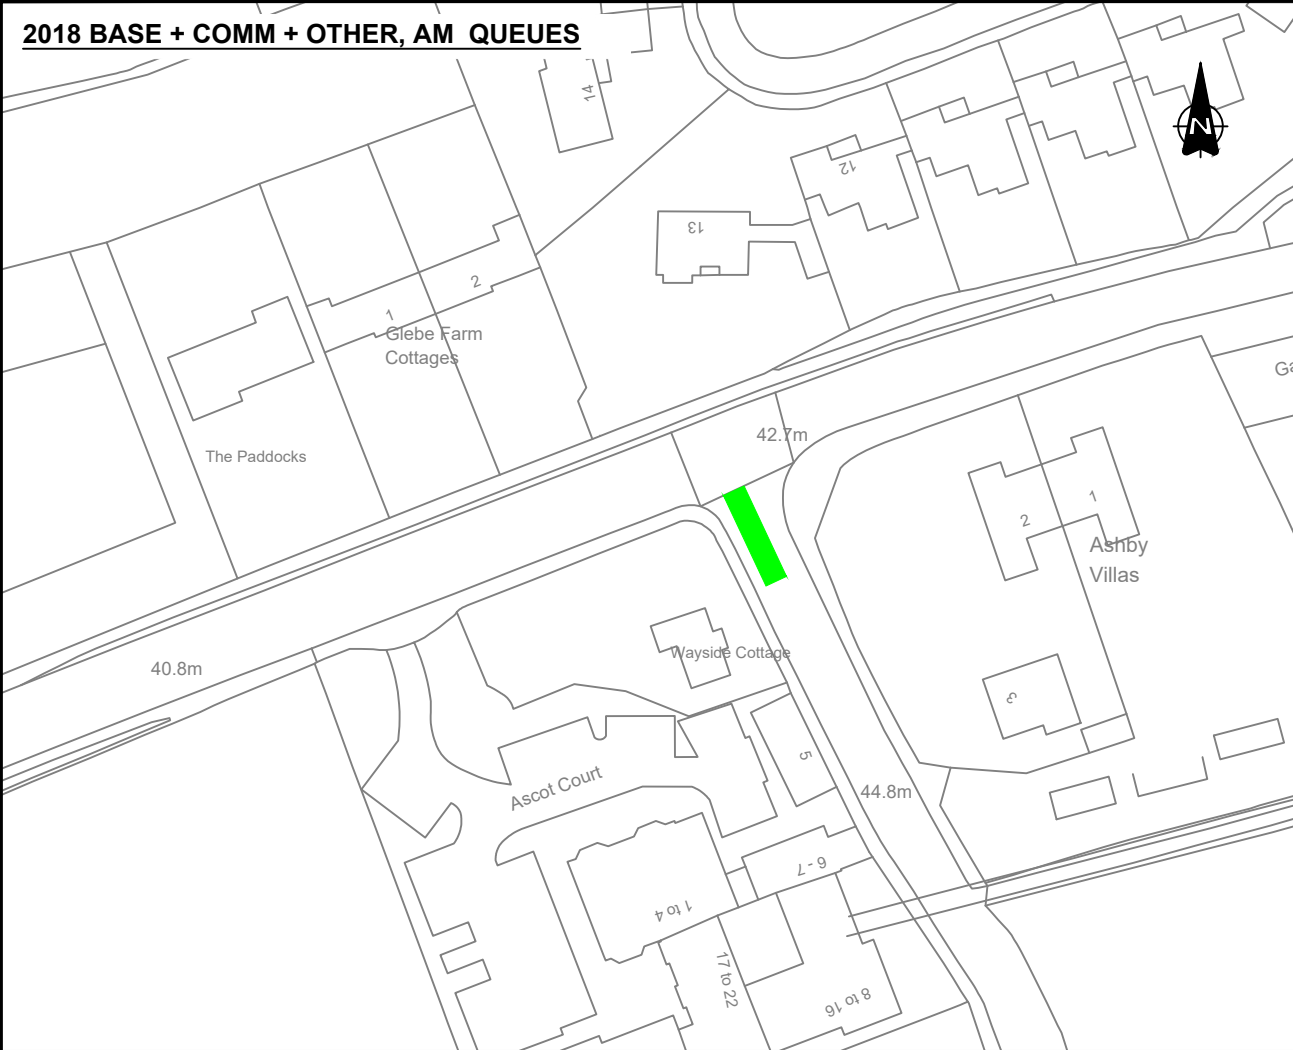 2018 BASE + COMM + OTHER, AM QUEUES
14
N
12
13
2
1
Glebe Farm
Cottages
The Paddocks
42.7m
Ga
1
2
Ashby
Villas
40.8m
Wayside Cottage
3
5
Ascot Court
44.8m
6 - 7
1 to 4
17 to 22
8 to 16